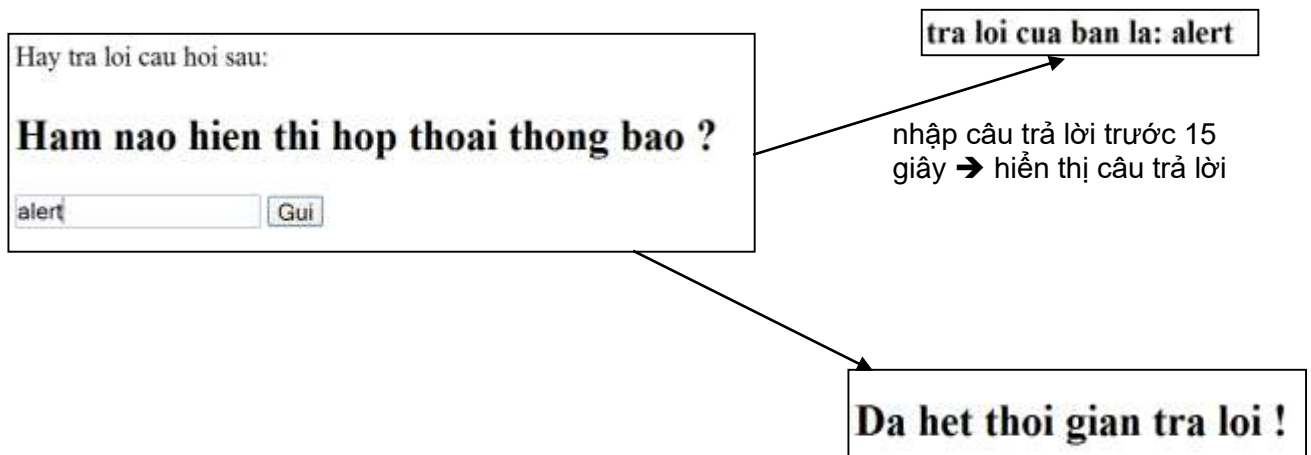 Hay tra loi cau hoi sau:
Ham nao hien thi hop thoai thong bao ?
alert
Gui
tra loi cua ban la: alert
nhập câu trả lời trước 15
giây ➔ hiển thị câu trả lời
Da het thoi gian tra loi !